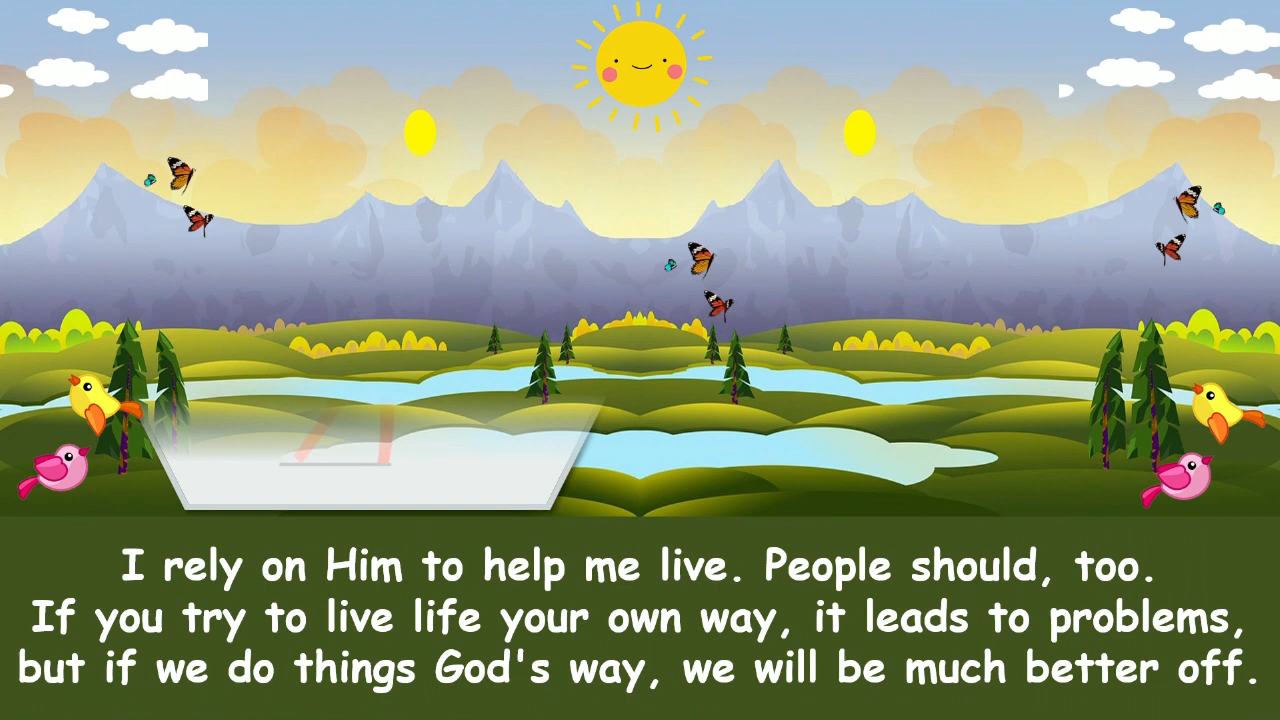 I rely on Him to help me live. People should, too.
If you try to live life your own way, it leads to problems,
but if we do things God's way, we will be much better off.